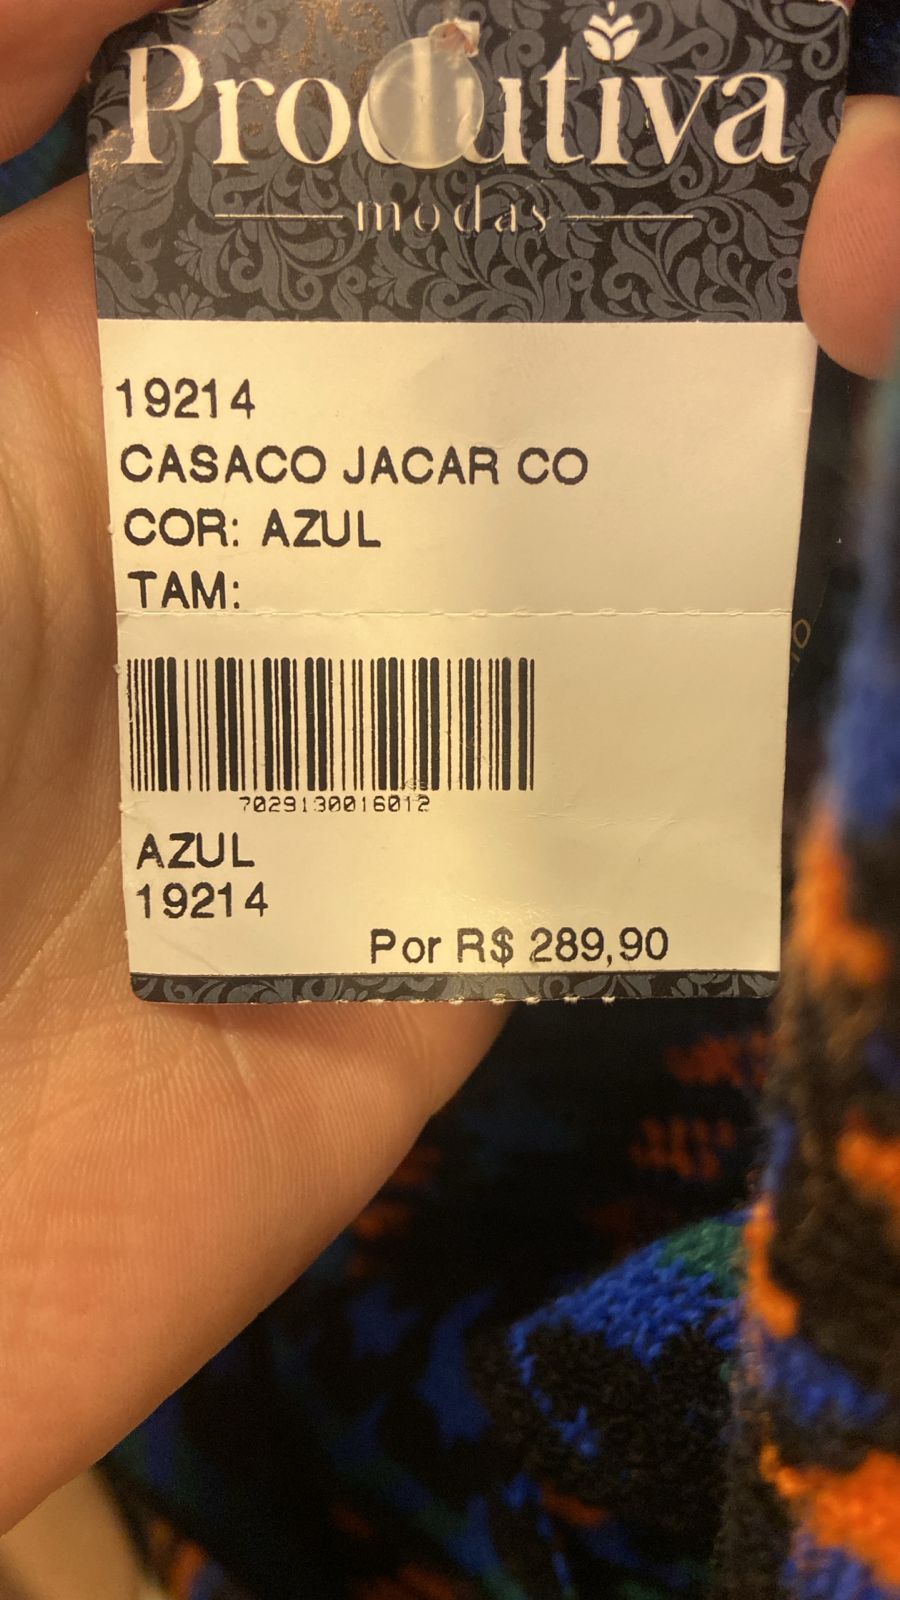 Produtiva
modas
19214
CASACO JACAR CO
COR: AZUL
TAM:
7029130016012
AZUL
19214
Por R$ 289,90